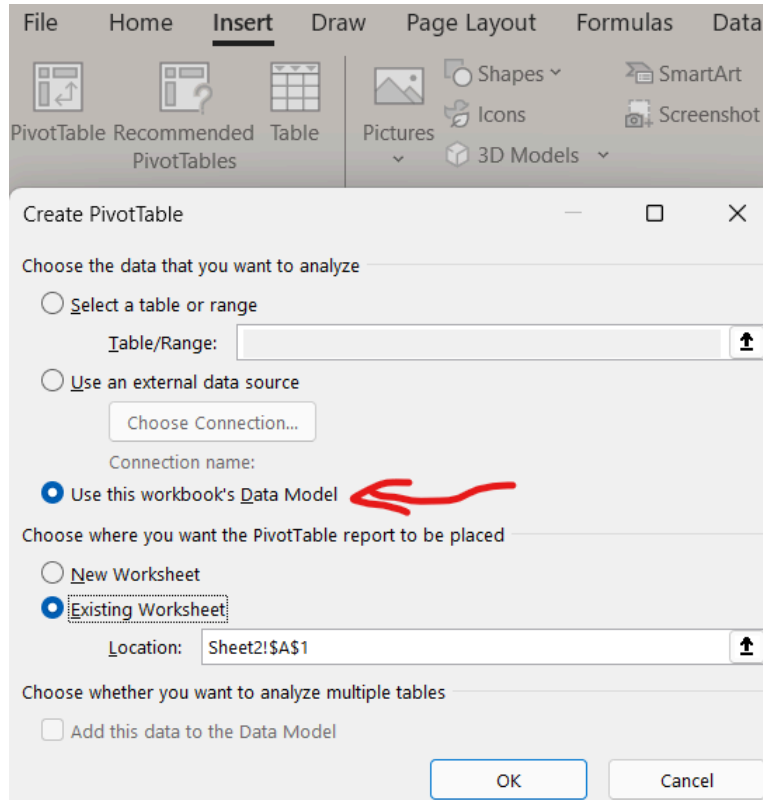 File Home Insert Draw Page Layout Formulas Data
Shapes SmartArt
Icons Screenshot
PivotTable Recommended Table Pictures
PivotTables 3D Models
Create PivotTable
Choose the data that you want to analyze
Select a table or range
Table/Range:
Use an external data source
Choose Connection...
Connection name:
Use this workbook's Data Model
Choose where you want the PivotTable report to be placed
New Worksheet
Existing Worksheet
Location: Sheet2!$A$1
Choose whether you want to analyze multiple tables
Add this data to the Data Model
OK Cancel